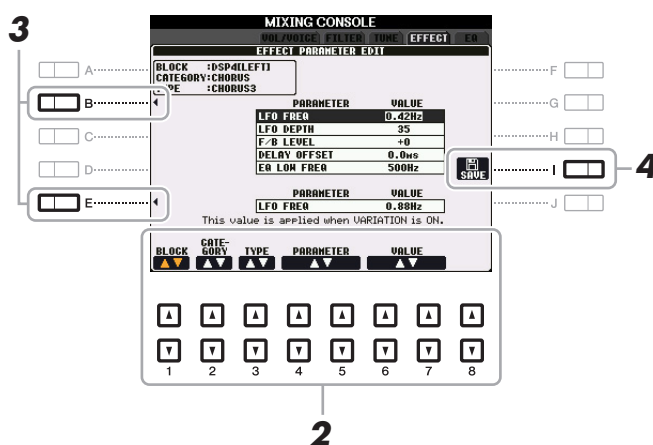 MIXING CONSOLE
VOL/VOICE FILTER TUNE EFFECT EQ
EFFECT PARAMETER EDIT
BLOCK :DSP4[LEFT]
CATEGORY:CHORUS
TYPE :CHORUS3
PARAMETER VALUE
LFO FREQ 0.42Hz
LFO DEPTH 35
F/B LEVEL +0
DELAY OFFSET 0.0ms
EQ LOW FREQ 500Hz
SAVE
PARAMETER VALUE
LFO FREQ 0.88Hz
This value is applied when VARIATION is ON.
BLOCK CATE-GORY TYPE PARAMETER VALUE
A
B
C
D
E
F
G
H
I
J
1 2 3 4 5 6 7 8
3
4
2